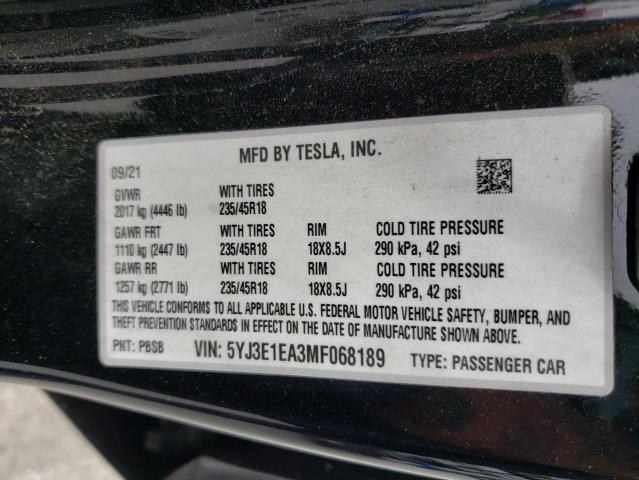 MFD BY TESLA, INC.
09/21
GVWR WITH TIRES
2017 kg (4446 lb) 235/45R18
GAWR FRT WITH TIRES RIM COLD TIRE PRESSURE
1110 kg (2447 lb) 235/45R18 18X8.5J 290 kPa, 42 psi
GAWR RR WITH TIRES RIM COLD TIRE PRESSURE
1257 kg (2771 lb) 235/45R18 18X8.5J 290 kPa, 42 psi
THIS VEHICLE CONFORMS TO ALL APPLICABLE U.S. FEDERAL MOTOR VEHICLE SAFETY, BUMPER, AND
THEFT PREVENTION STANDARDS IN EFFECT ON THE DATE OF MANUFACTURE SHOWN ABOVE.
PNT: PBSB VIN: 5YJ3E1EA3MF068189 TYPE: PASSENGER CAR